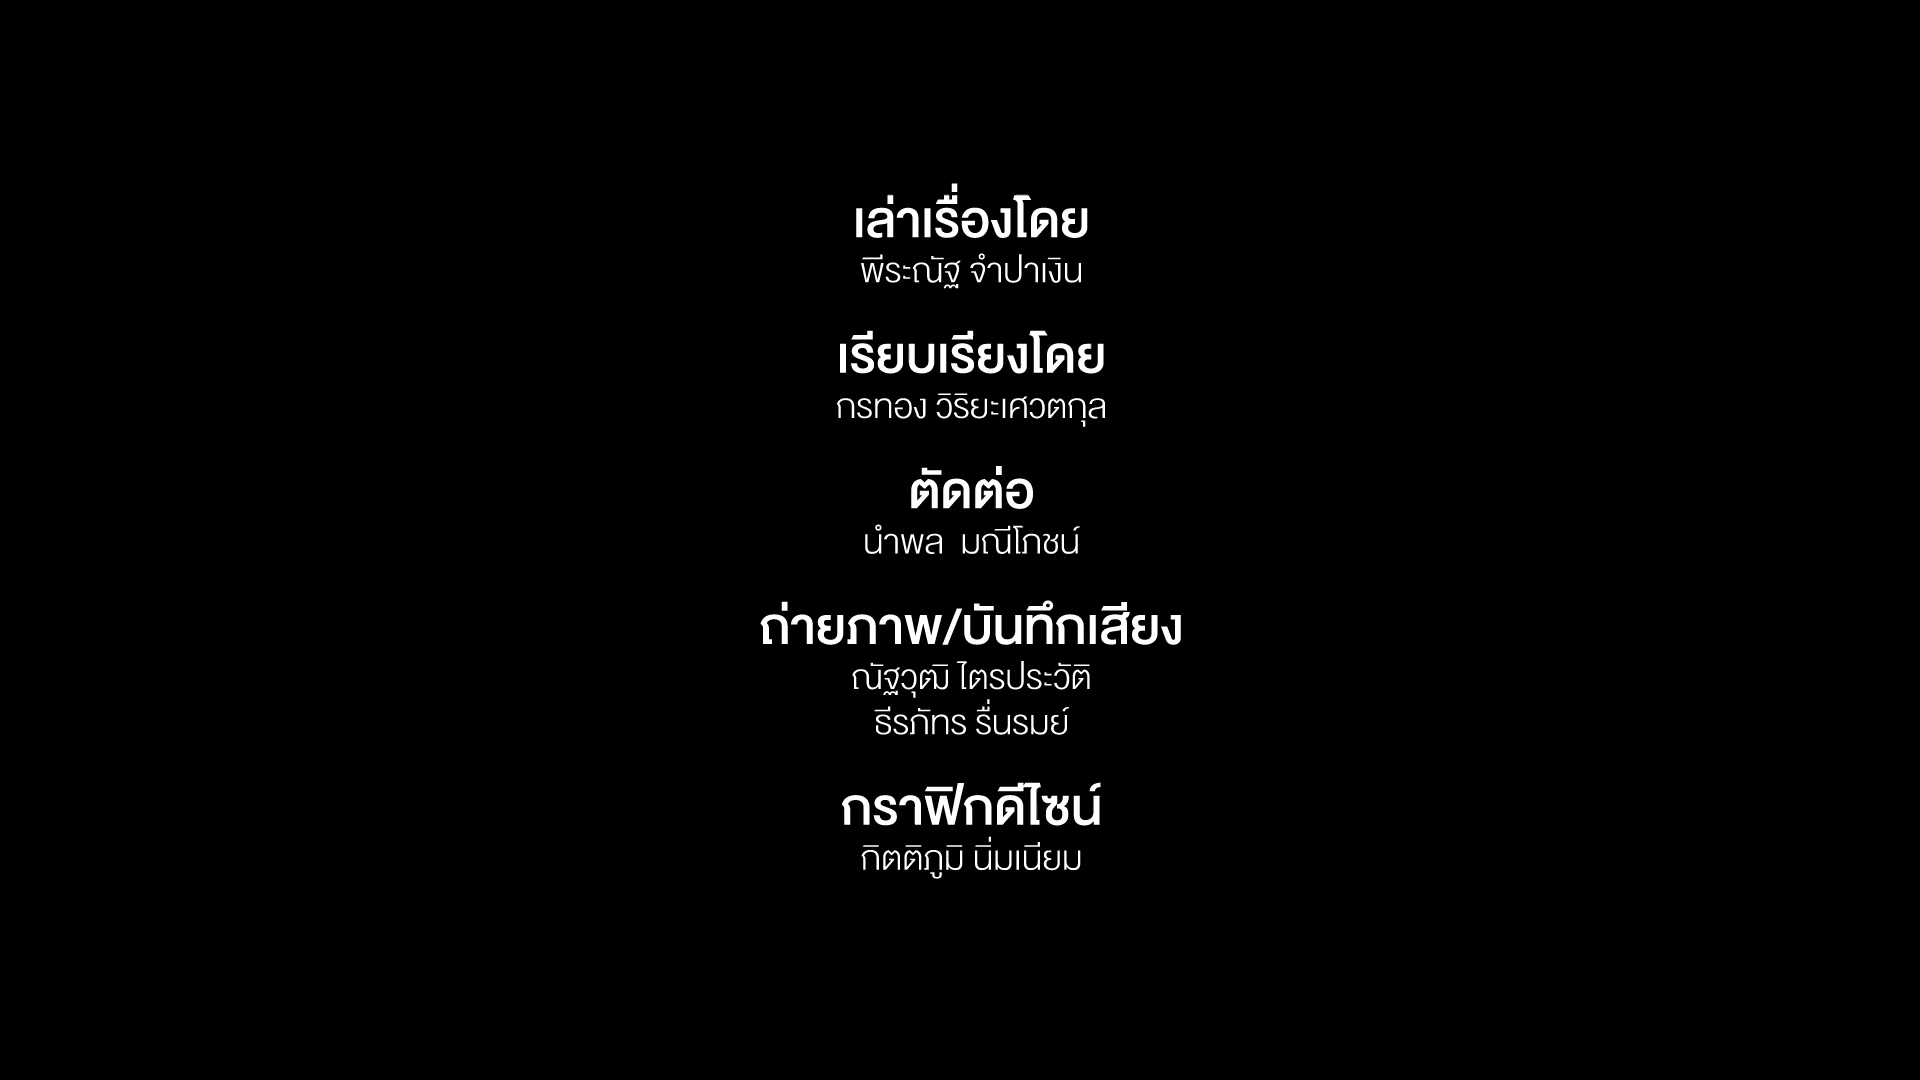 เล่าเรื่องโดย
พีระณัฐ จำปาเงิน
เรียบเรียงโดย
กรทอง วิริยะเศวตกุล
ตัดต่อ
นำพล  มณีโภชน์
ถ่ายภาพ/บันทึกเสียง
ณัฐวุฒิ ไตรประวัติ
ธีรภัทร รื่นรมย์
กราฟิกดีไซน์
กิตติภูมิ นิ่มเนียม